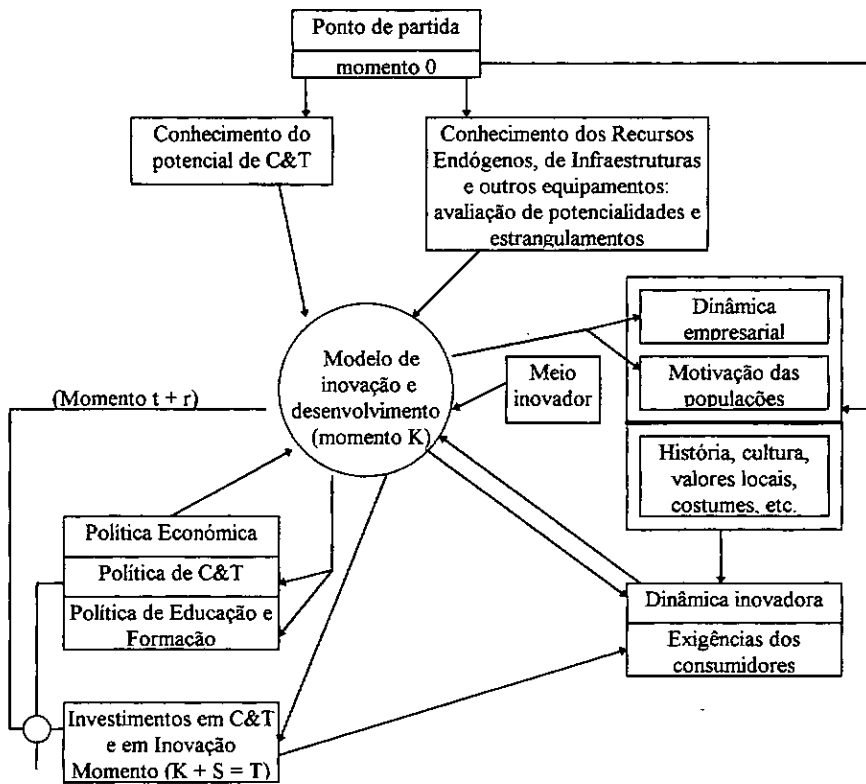 Ponto de partida
momento 0
Conhecimento do
potencial de C&T
Conhecimento dos Recursos
Endógenos, de Infraestruturas
e outros equipamentos:
avaliação de potencialidades e
estrangulamentos
Dinâmica
empresarial
Motivação das
populações
História, cultura,
valores locais,
costumes, etc.
Modelo de
inovação e
desenvolvimento
(momento K)
Meio
inovador
(Momento t + r)
Política Económica
Política de C&T
Política de Educação e
Formação
Dinâmica inovadora
Exigências dos
consumidores
Investimentos em C&T
e em Inovação
Momento (K + S = T)